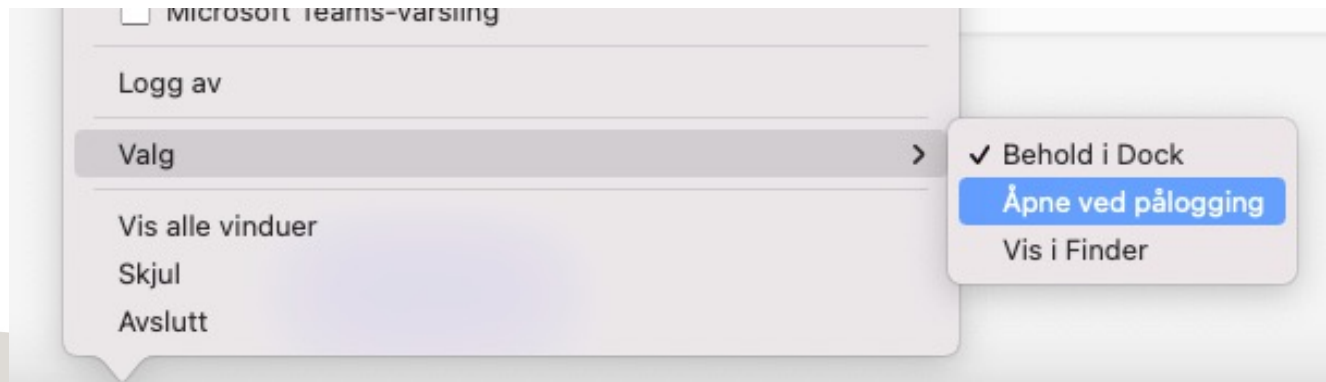 Microsoft Teams-varsling
Logg av
Valg
Behold i Dock
Åpne ved pålogging
Vis i Finder
Vis alle vinduer
Skjul
Avslutt